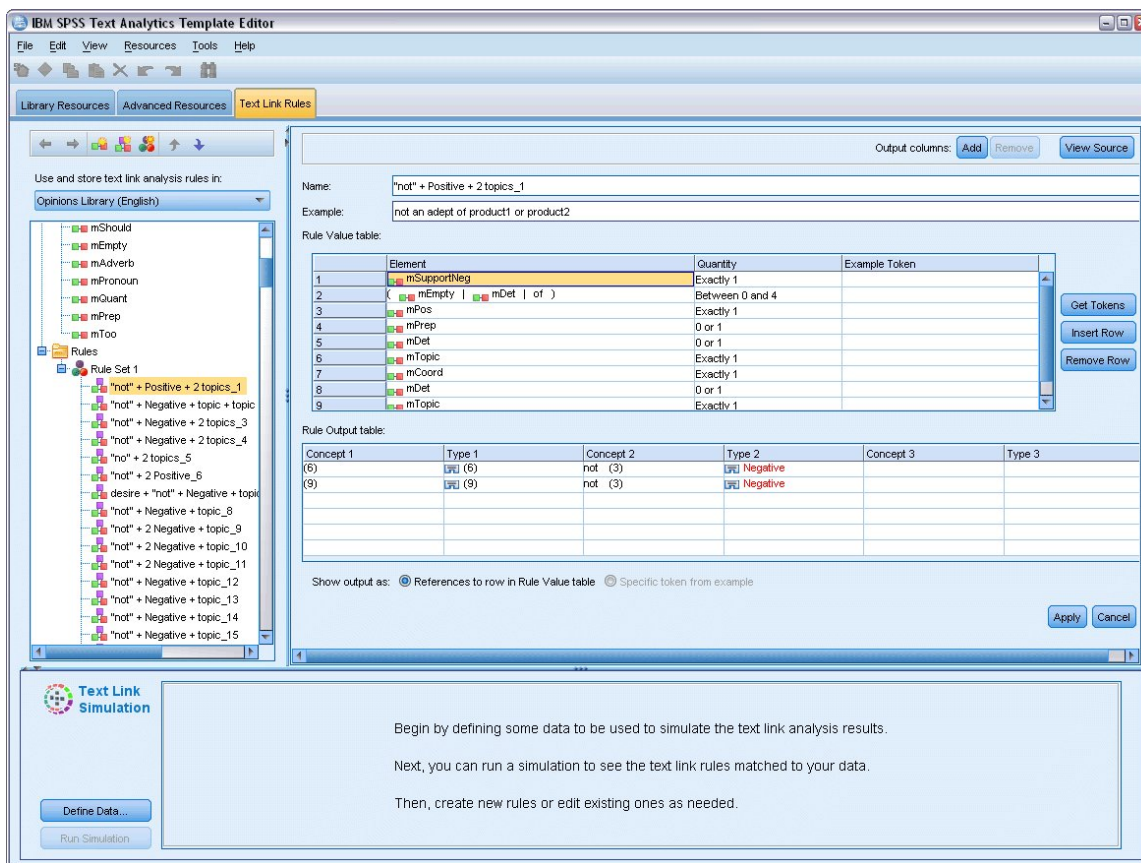 IBM SPSS Text Analytics Template Editor
File Edit View Resources Tools Help
Library Resources Advanced Resources Text Link Rules
Output columns: Add Remove View Source
Use and store text link analysis rules in:
Opinions Library (English)
mShould
mEmpty
mAdverb
mPronoun
mQuant
mPrep
mToo
Rules
Rule Set 1
"not" + Positive + 2 topics_1
"not" + Negative + topic + topic
"not" + Negative + 2 topics_3
"not" + Negative + 2 topics_4
"no" + 2 topics_5
"not" + 2 Positive_6
desire + "not" + Negative + topic
"not" + Negative + topic_8
"not" + 2 Negative + topic_9
"not" + 2 Negative + topic_10
"not" + 2 Negative + topic_11
"not" + Negative + topic_12
"not" + Negative + topic_13
"not" + Negative + topic_14
"not" + Negative + topic_15
Name: "not" + Positive + 2 topics_1
Example: not an adept of product1 or product2
Rule Value table:
Element Quantity Example Token
1 mSupportNeg Exactly 1
2 ( mEmpty | mDet | of ) Between 0 and 4
3 mPos Exactly 1
4 mPrep 0 or 1
5 mDet 0 or 1
6 mTopic Exactly 1
7 mCoord Exactly 1
8 mDet 0 or 1
9 mTopic Exactly 1
Get Tokens
Insert Row
Remove Row
Rule Output table:
Concept 1 Type 1 Concept 2 Type 2 Concept 3 Type 3
(6) (6) not (3) Negative
(9) (9) not (3) Negative
Show output as: References to row in Rule Value table Specific token from example
Apply Cancel
Text Link
Simulation
Begin by defining some data to be used to simulate the text link analysis results.
Next, you can run a simulation to see the text link rules matched to your data.
Then, create new rules or edit existing ones as needed.
Define Data...
Run Simulation